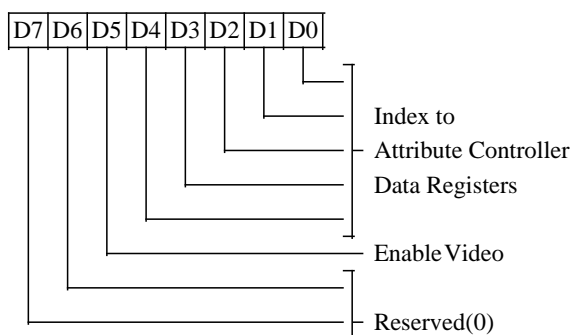 D7 D6 D5 D4 D3 D2 D1 D0
Index to
Attribute Controller
Data Registers
Enable Video
Reserved(0)